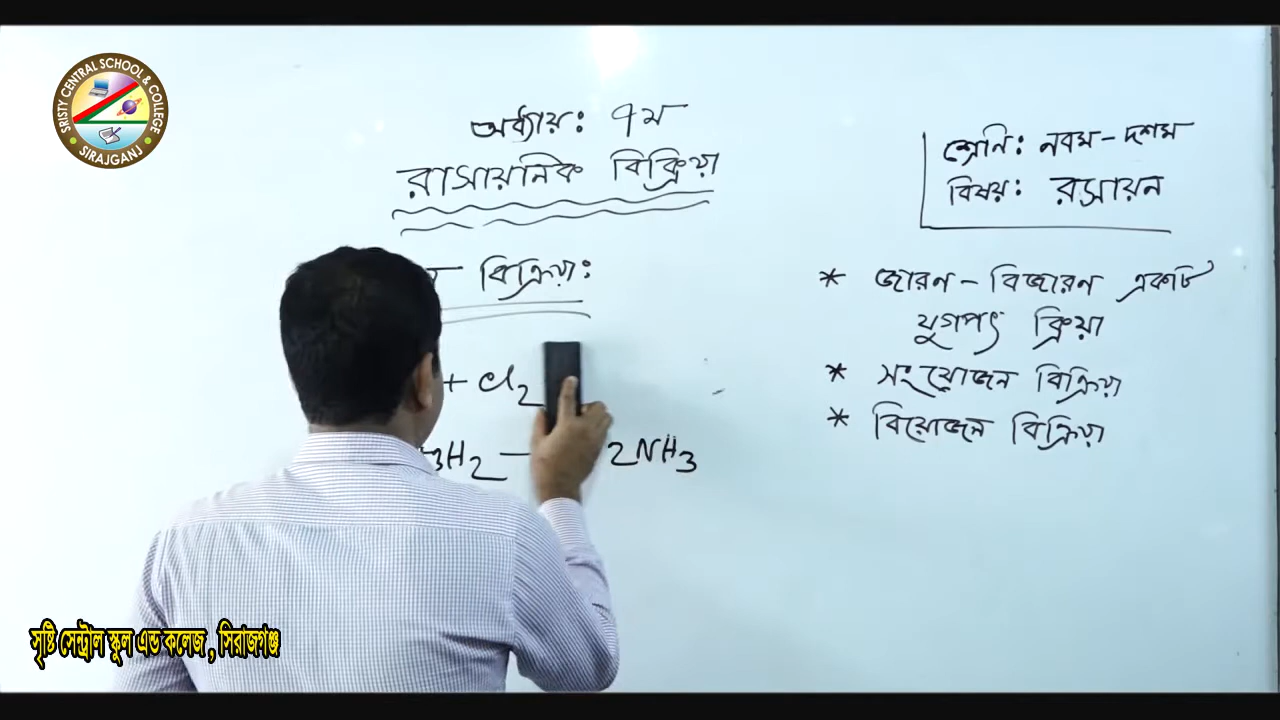 SRISTY CENTRAL SCHOOL & COLLEGE
SIRAJGANJ
অধ্যায়: ৭ম
রাসায়নিক বিক্রিয়া
শ্রেনি: নবম-দশম
বিষয়: রসায়ন
বিক্রিয়া:
+ Cl2
3H2 — 2NH3
* জারন-বিজারন একটি
যুগপৎ ক্রিয়া
* সংযোজন বিক্রিয়া
* বিয়োজন বিক্রিয়া
সৃষ্টি সেন্ট্রাল স্কুল এন্ড কলেজ, সিরাজগঞ্জ